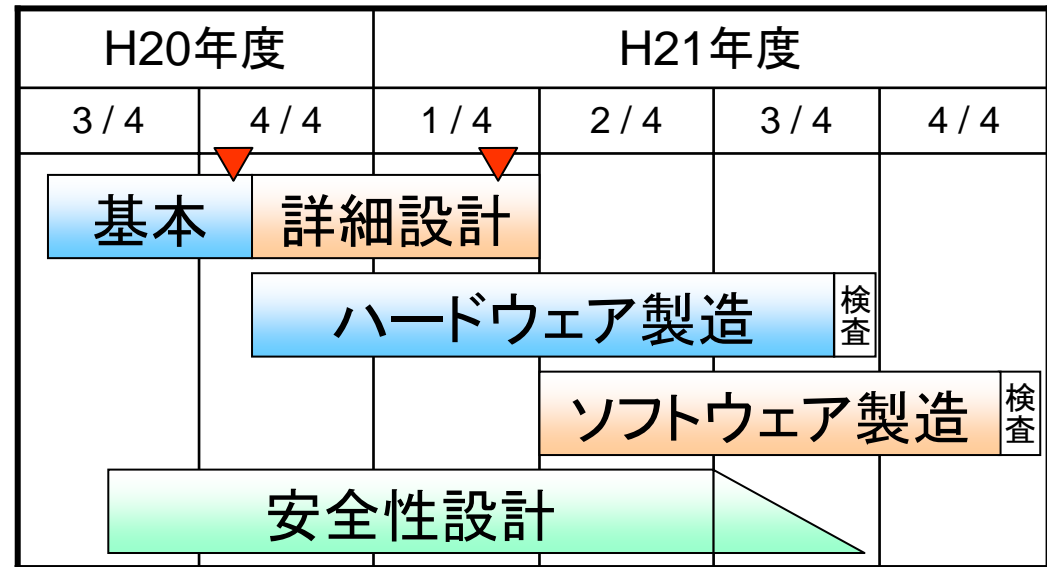 H20年度 H21年度
3 / 4 4 / 4 1 / 4 2 / 4 3 / 4 4 / 4
基本 詳細設計
ハードウェア製造 検査
ソフトウェア製造 検査
安全性設計